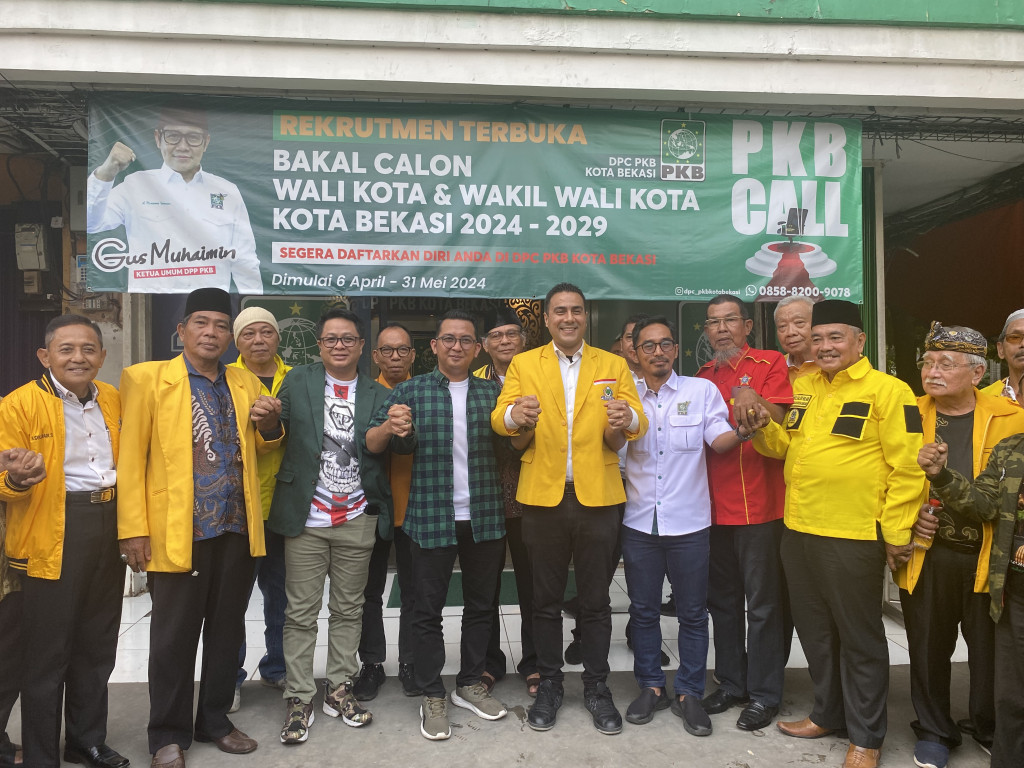 REKRUTMEN TERBUKA
BAKAL CALON
WALI KOTA & WAKIL WALI KOTA
KOTA BEKASI 2024 - 2029
SEGERA DAFTARKAN DIRI ANDA DI DPC PKB KOTA BEKASI
Dimulai 6 April - 31 Mei 2024
Gus Muhaimin
KETUA UMUM DPP PKB
DPC PKB
KOTA BEKASI
PKB
PKB
CALL
dpc_pkbkotabekasi
0858-8200-9078